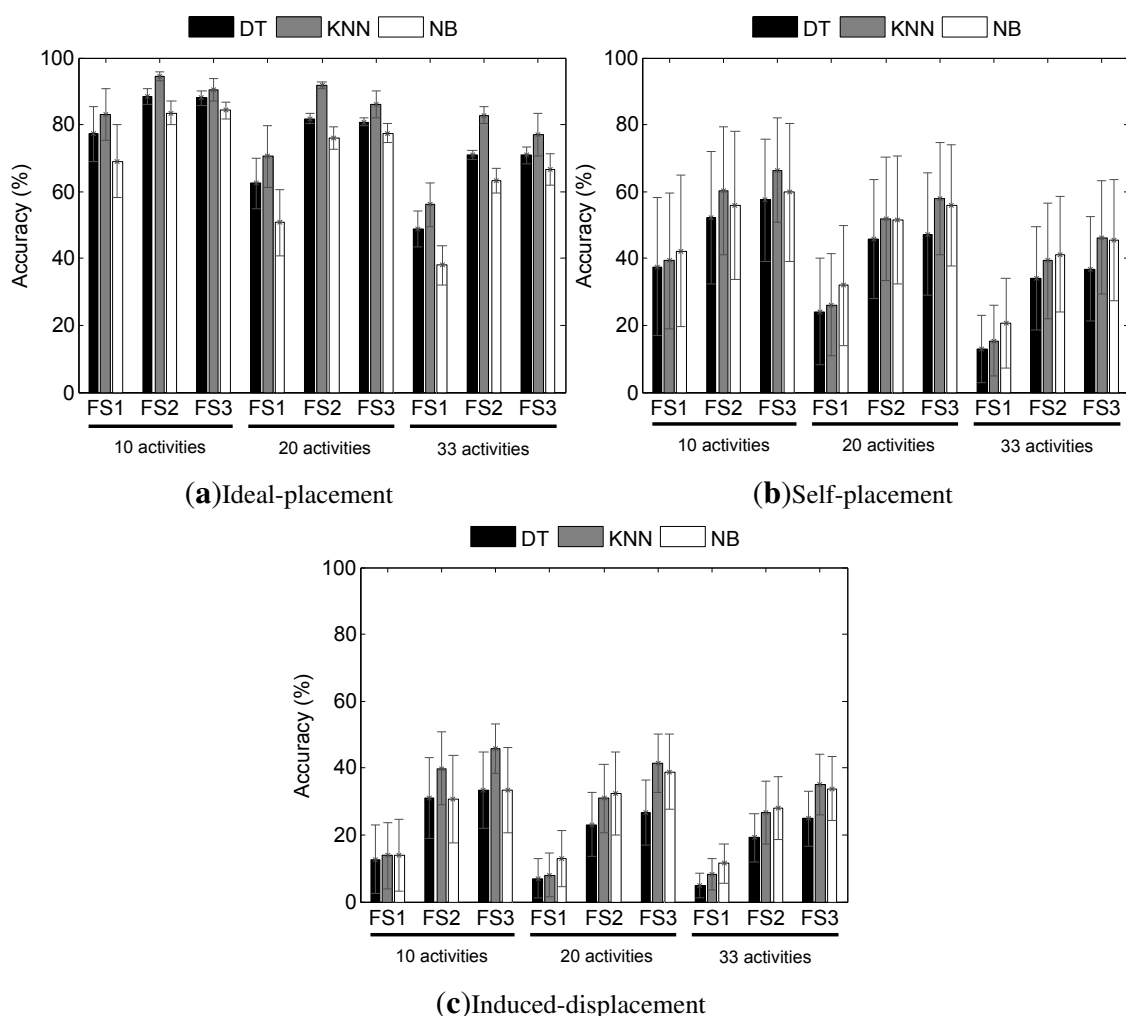 DT KNN NB
100
80
60
40
20
0
Accuracy (%)
FS1 FS2 FS3 FS1 FS2 FS3 FS1 FS2 FS3
10 activities 20 activities 33 activities
(a)Ideal-placement
DT KNN NB
100
80
60
40
20
0
Accuracy (%)
FS1 FS2 FS3 FS1 FS2 FS3 FS1 FS2 FS3
10 activities 20 activities 33 activities
(b)Self-placement
DT KNN NB
100
80
60
40
20
0
Accuracy (%)
FS1 FS2 FS3 FS1 FS2 FS3 FS1 FS2 FS3
10 activities 20 activities 33 activities
(c)Induced-displacement